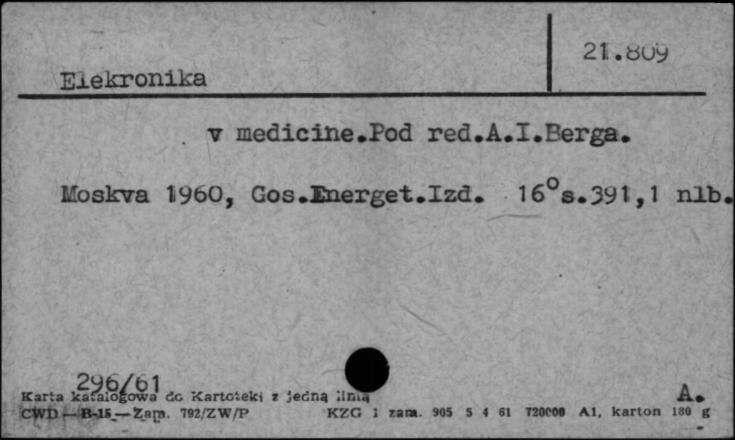 21.809
Elekronika
v medicine.Pod red.A.I.Berga.
Moskva 1960, Gos.Energet.Izd. 16°s.391,1 nlb.
296/61
A.
Karta katalogowa do Kartoteki z jedną linią
CWD — B-15 — Zam. 792/ZW/P KZG 1 zam. 905 5 4 61 720000 A1, karton 180 g